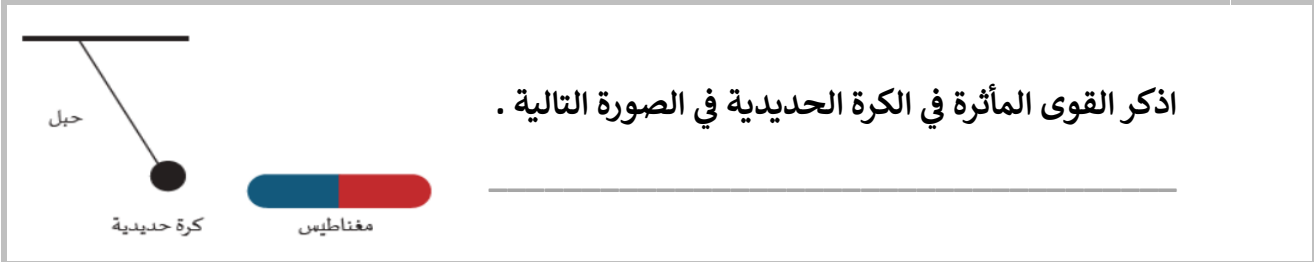 اذكر القوى المأثرة في الكرة الحديدية في الصورة التالية .
حبل
كرة حديدية
مغناطيس